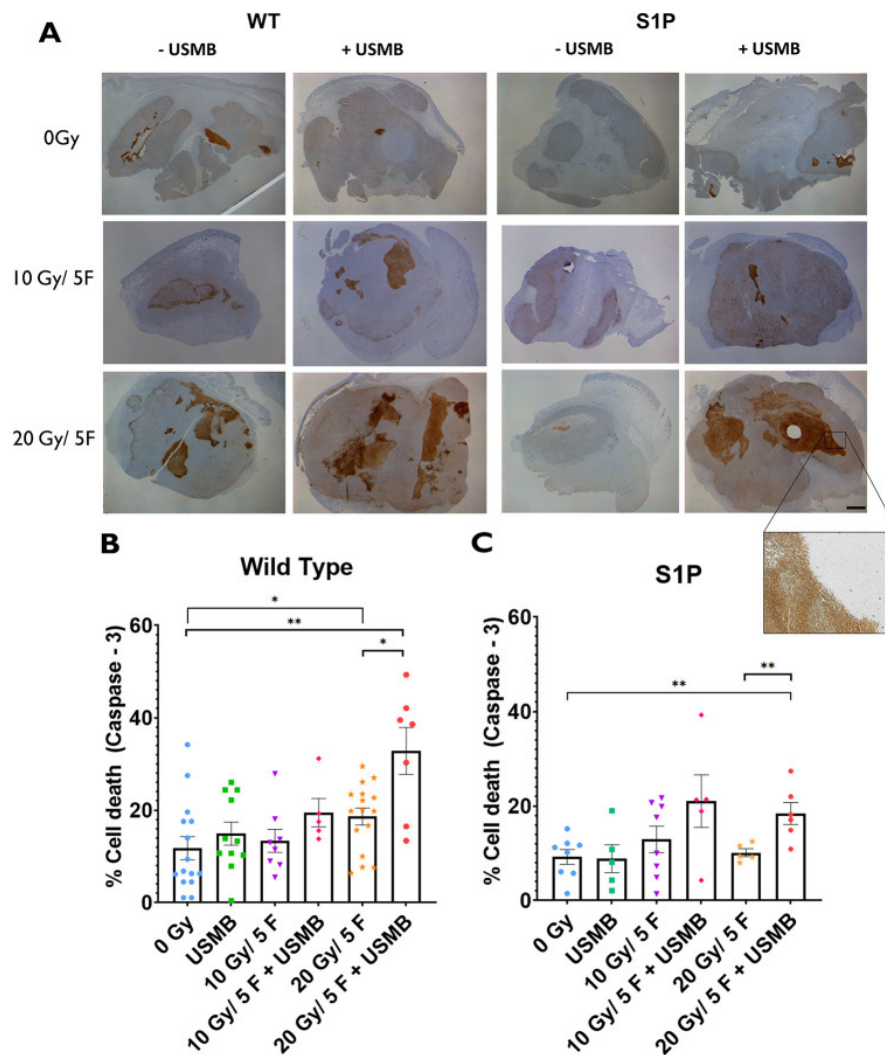 A
WT S1P
- USMB + USMB - USMB + USMB
0Gy
10 Gy/ 5F
20 Gy/ 5F
B
Wild Type
% Cell death (Caspase - 3)
60
40
20
0
*
**
*
0 Gy
USMB
10 Gy/ 5 F
10 Gy/ 5 F + USMB
20 Gy/ 5 F
20 Gy/ 5 F + USMB
C
S1P
% Cell death (Caspase - 3)
60
40
20
0
**
**
0 Gy
USMB
10 Gy/ 5 F
10 Gy/ 5 F + USMB
20 Gy/ 5 F
20 Gy/ 5 F + USMB